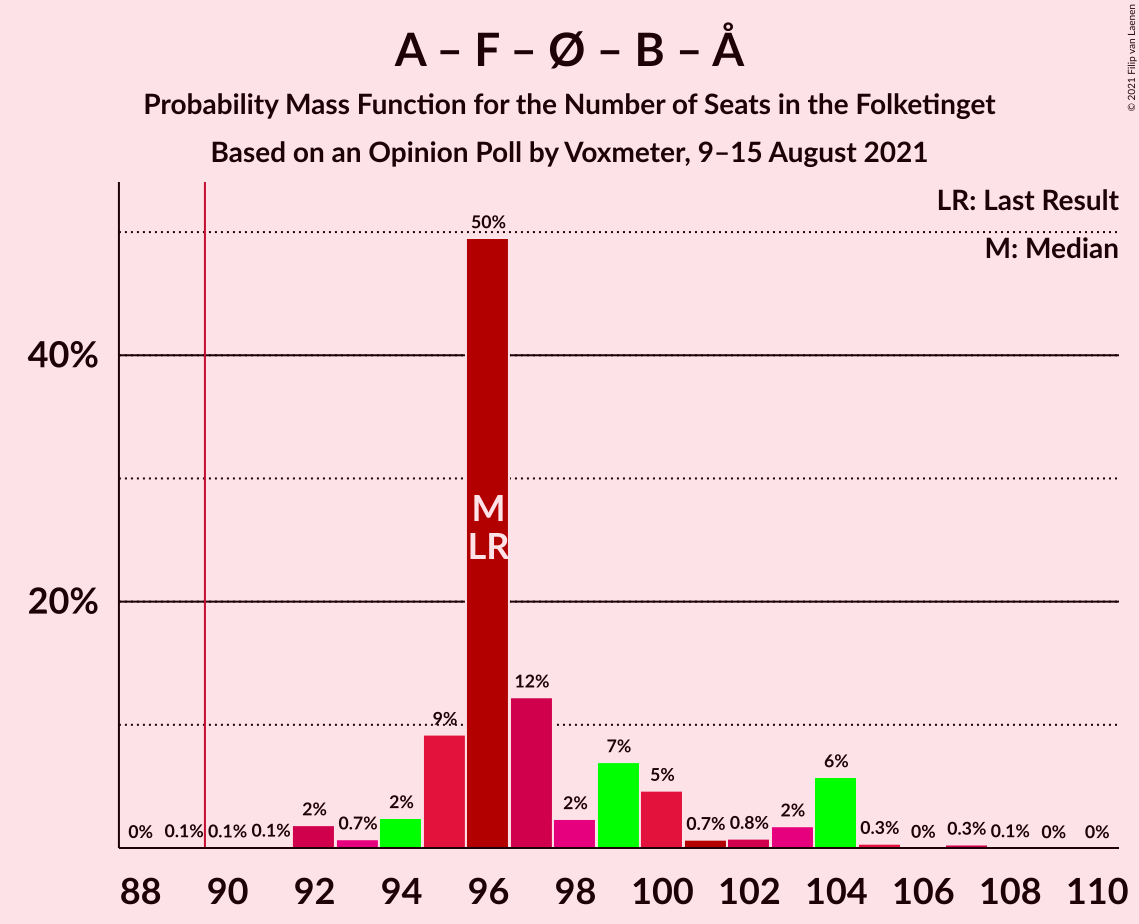 A – F – Ø – B – Å
Probability Mass Function for the Number of Seats in the Folketinget
Based on an Opinion Poll by Voxmeter, 9–15 August 2021
© 2021 Filip van Laenen
LR: Last Result
M: Median
40%
20%
0% 0.1% 0.1% 0.1% 2% 0.7% 2% 9% 50% 12% 2% 7% 5% 0.7% 0.8% 2% 6% 0.3% 0% 0.3% 0.1% 0% 0%
M
LR
88 90 92 94 96 98 100 102 104 106 108 110